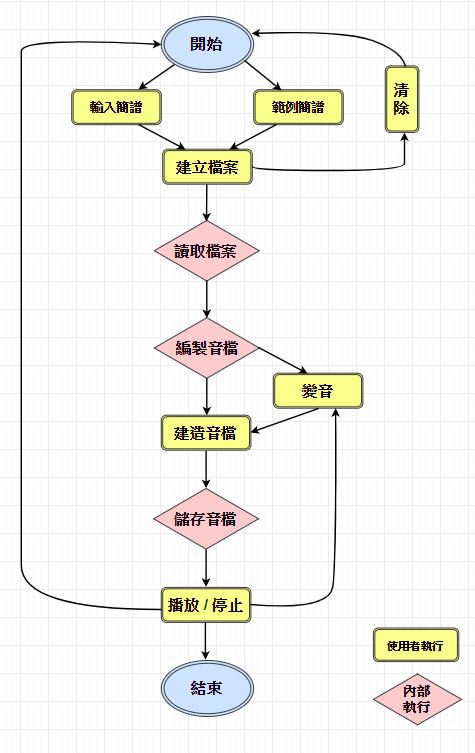 開始
輸入簡譜
範例簡譜
清
除
建立檔案
讀取檔案
編製音檔
變音
建造音檔
儲存音檔
播放 / 停止
結束
使用者執行
內部
執行